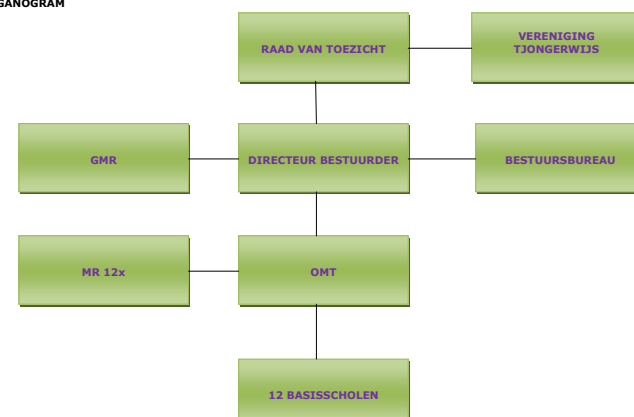 GANOGRAM
RAAD VAN TOEZICHT
VERENIGING
TJONGERWIJS
GMR
DIRECTEUR BESTUURDER
BESTUURSBUREAU
MR 12x
OMT
12 BASISSCHOLEN